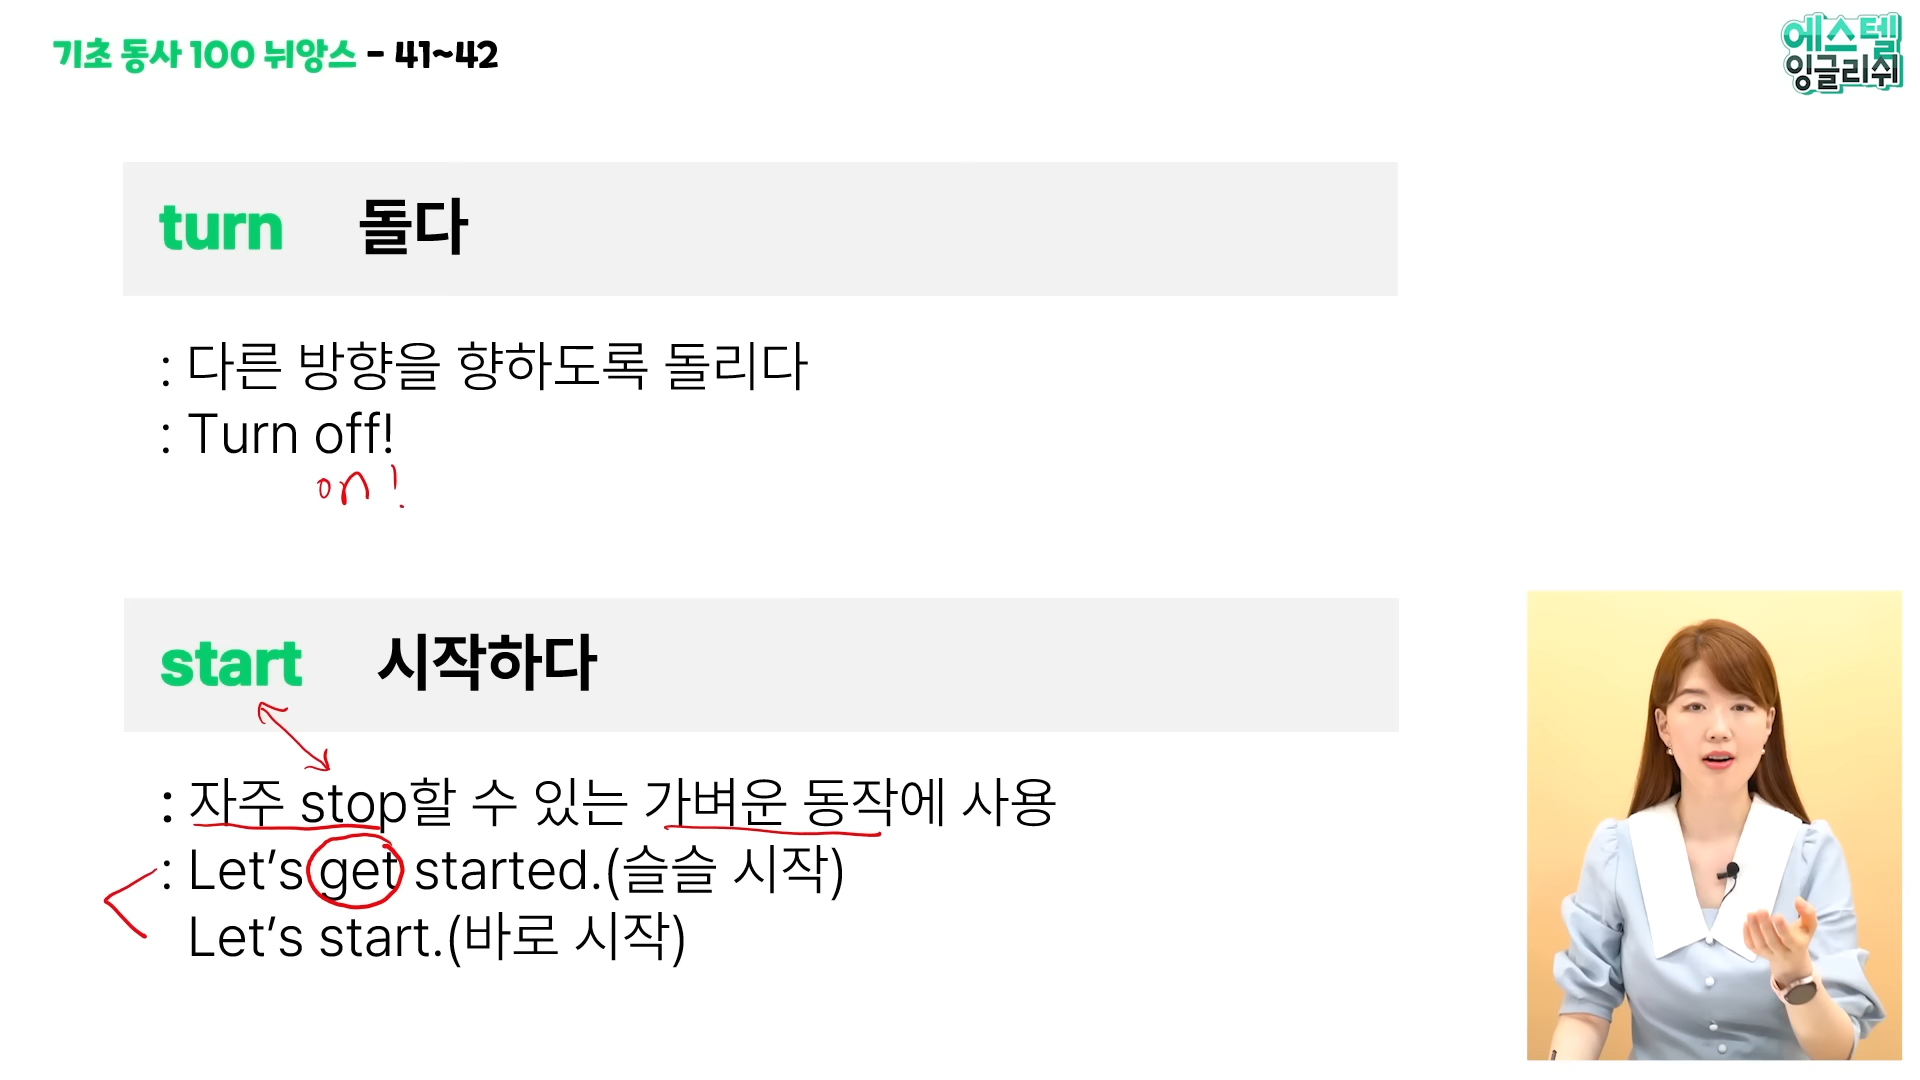 기초 동사 100 뉘앙스 - 41~42
에스텔
잉글리쉬
turn 돌다
: 다른 방향을 향하도록 돌리다
: Turn off!
on!
start 시작하다
: 자주 stop할 수 있는 가벼운 동작에 사용
: Let's get started.(슬슬 시작)
Let's start.(바로 시작)